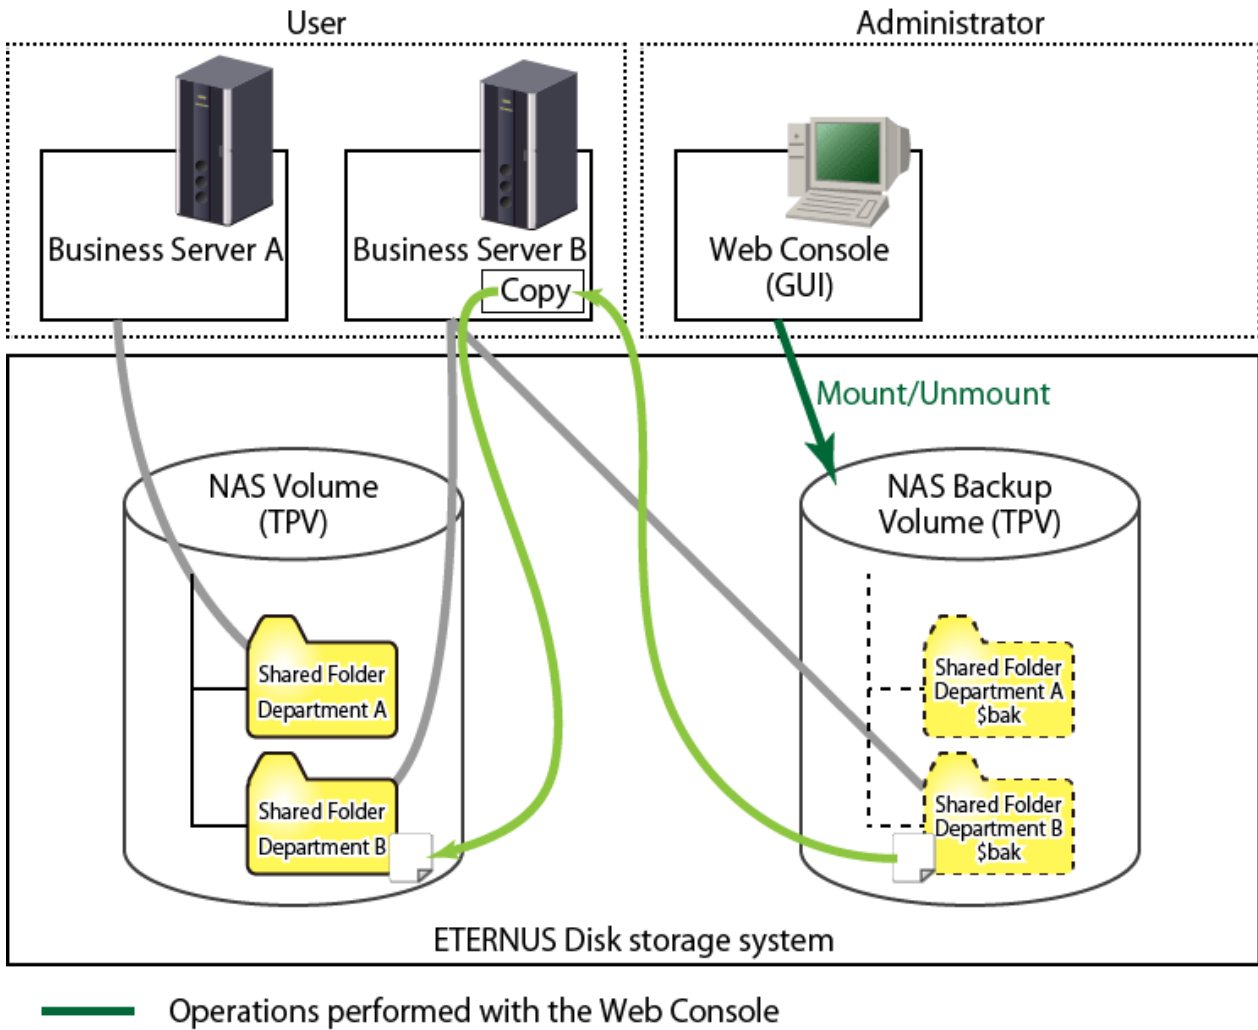 User
Administrator
Business Server A
Business Server B
Copy
Web Console
(GUI)
Mount/Unmount
NAS Volume
(TPV)
NAS Backup
Volume (TPV)
Shared Folder
Department A
Shared Folder
Department B
Shared Folder
Department A
$bak
Shared Folder
Department B
$bak
ETERNUS Disk storage system
Operations performed with the Web Console